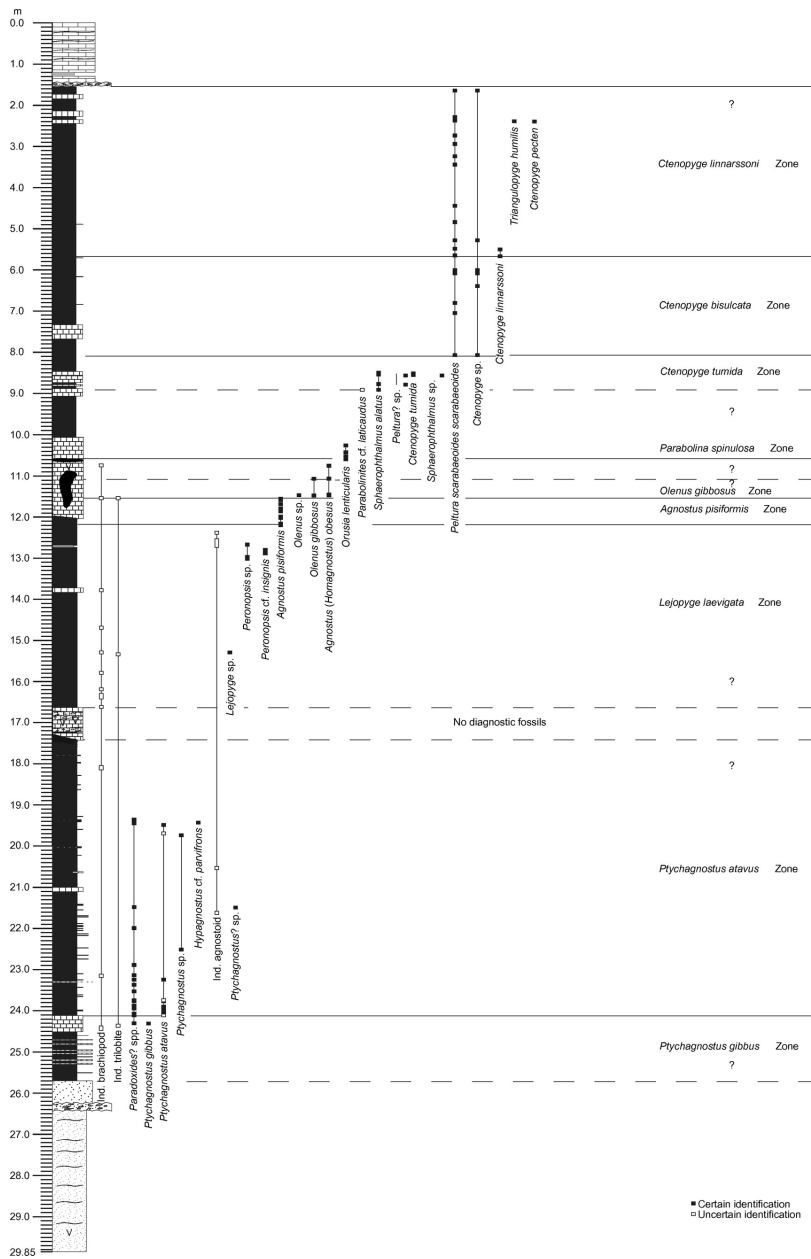 m
0.0
1.0
2.0
3.0
4.0
5.0
6.0
7.0
8.0
9.0
10.0
11.0
12.0
13.0
14.0
15.0
16.0
17.0
18.0
19.0
20.0
21.0
22.0
23.0
24.0
25.0
26.0
27.0
28.0
29.0
29.85
V
V
Ind. brachiopod
Ind. trilobite
Paradoxides? spp.
Ptychagnostus gibbus
Ptychagnostus atavus
Ptychagnostus sp.
Hypagnostus cf. parvifrons
Ind. agnostoid
Ptychagnostus? sp.
Lejopyge sp.
Peronopsis sp.
Peronopsis cf. insignis
Agnostus pisiformis
Olenus sp.
Olenus gibbosus
Agnostus (Homagnostus) obesus
Orusia lenticularis
Parabolinites cf. laticaudus
Sphaerophthalmus alatus
Peltura? sp.
Ctenopyge tumida
Sphaerophthalmus sp.
Peltura scarabaeoides scarabaeoides
Ctenopyge sp.
Ctenopyge linnarssoni
Triangulopyge humilis
Ctenopyge pecten
?
Ctenopyge linnarssoni Zone
Ctenopyge bisulcata Zone
Ctenopyge tumida Zone
?
Parabolina spinulosa Zone
?
?
Olenus gibbosus Zone
Agnostus pisiformis Zone
Lejopyge laevigata Zone
?
No diagnostic fossils
?
Ptychagnostus atavus Zone
Ptychagnostus gibbus Zone
?
Certain identification
Uncertain identification